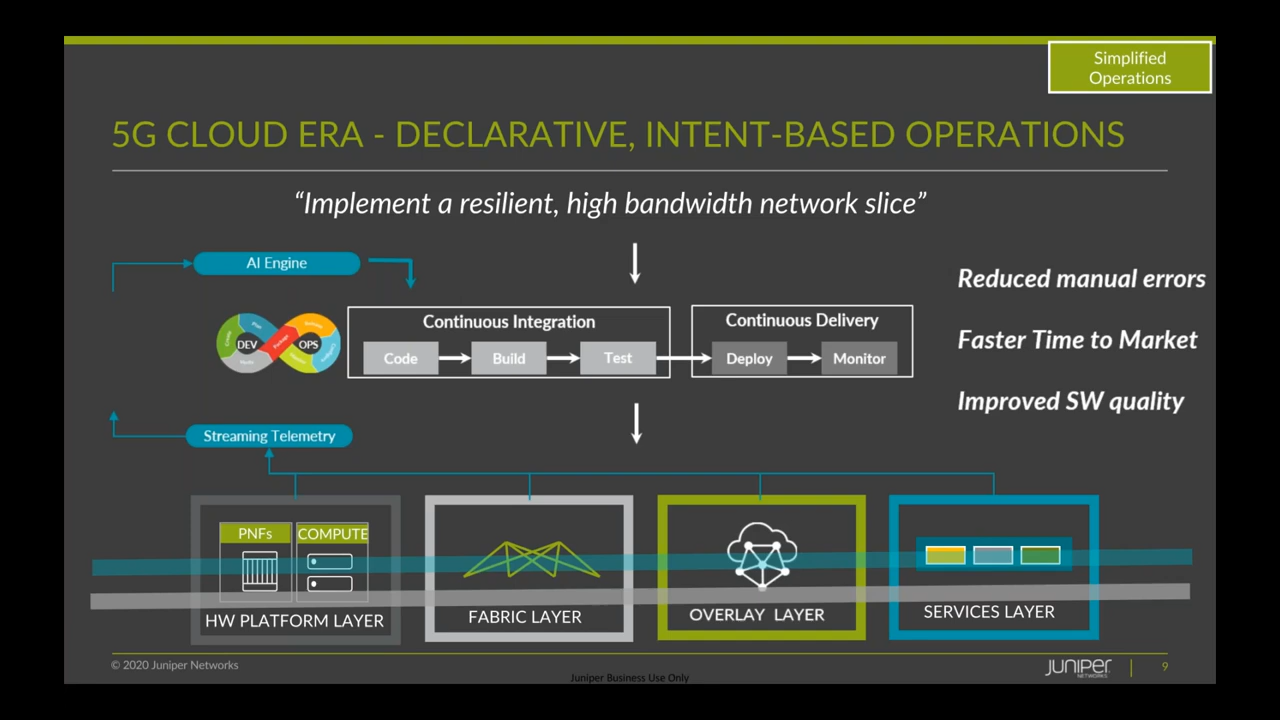 Simplified
Operations
5G CLOUD ERA - DECLARATIVE, INTENT-BASED OPERATIONS
“Implement a resilient, high bandwidth network slice”
AI Engine
Reduced manual errors
Faster Time to Market
Improved SW quality
DEV
OPS
Continuous Integration
Code
Build
Test
Continuous Delivery
Deploy
Monitor
Streaming Telemetry
PNFs
COMPUTE
HW PLATFORM LAYER
FABRIC LAYER
OVERLAY LAYER
SERVICES LAYER
© 2020 Juniper Networks
Juniper Business Use Only
JUNIPER
NETWORKS
9